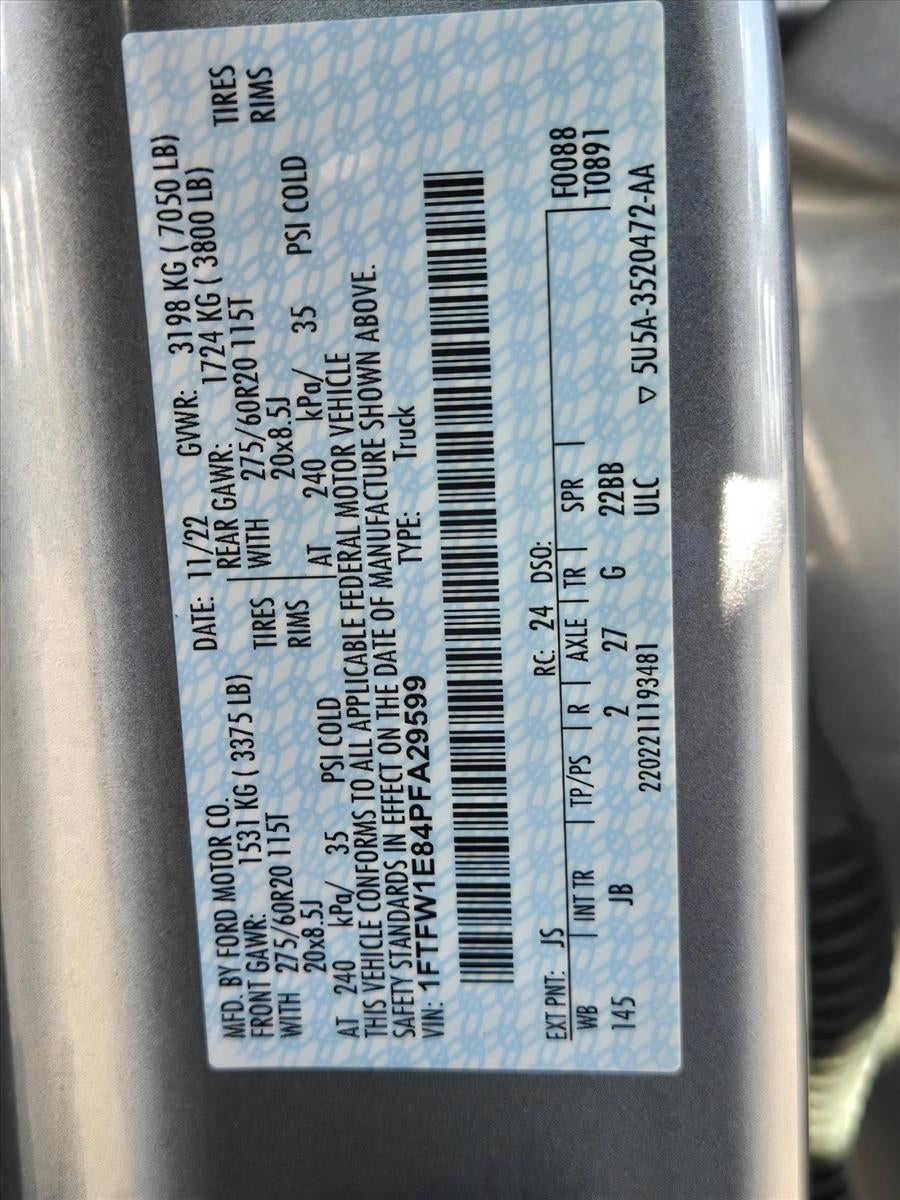 MFD. BY FORD MOTOR CO. DATE: 11/22 GVWR: 3198 KG ( 7050 LB)
FRONT GAWR: 1531 KG ( 3375 LB) REAR GAWR: 1724 KG ( 3800 LB)
WITH 275/60R20 115T TIRES WITH 275/60R20 115T TIRES
20x8.5J RIMS 20x8.5J RIMS
AT 240 kPa/ 35 PSI COLD AT 240 kPa/ 35 PSI COLD
THIS VEHICLE CONFORMS TO ALL APPLICABLE FEDERAL MOTOR VEHICLE
SAFETY STANDARDS IN EFFECT ON THE DATE OF MANUFACTURE SHOWN ABOVE.
VIN: 1FTFW1E84PFA29599 TYPE: Truck
EXT PNT: JS RC: 24 DSO: F0088
WB INT TR TP/PS R AXLE TR SPR T0891
145 JB 2 27 G 22BB
2202211193481 ULC ▽ 5U5A-3520472-AA